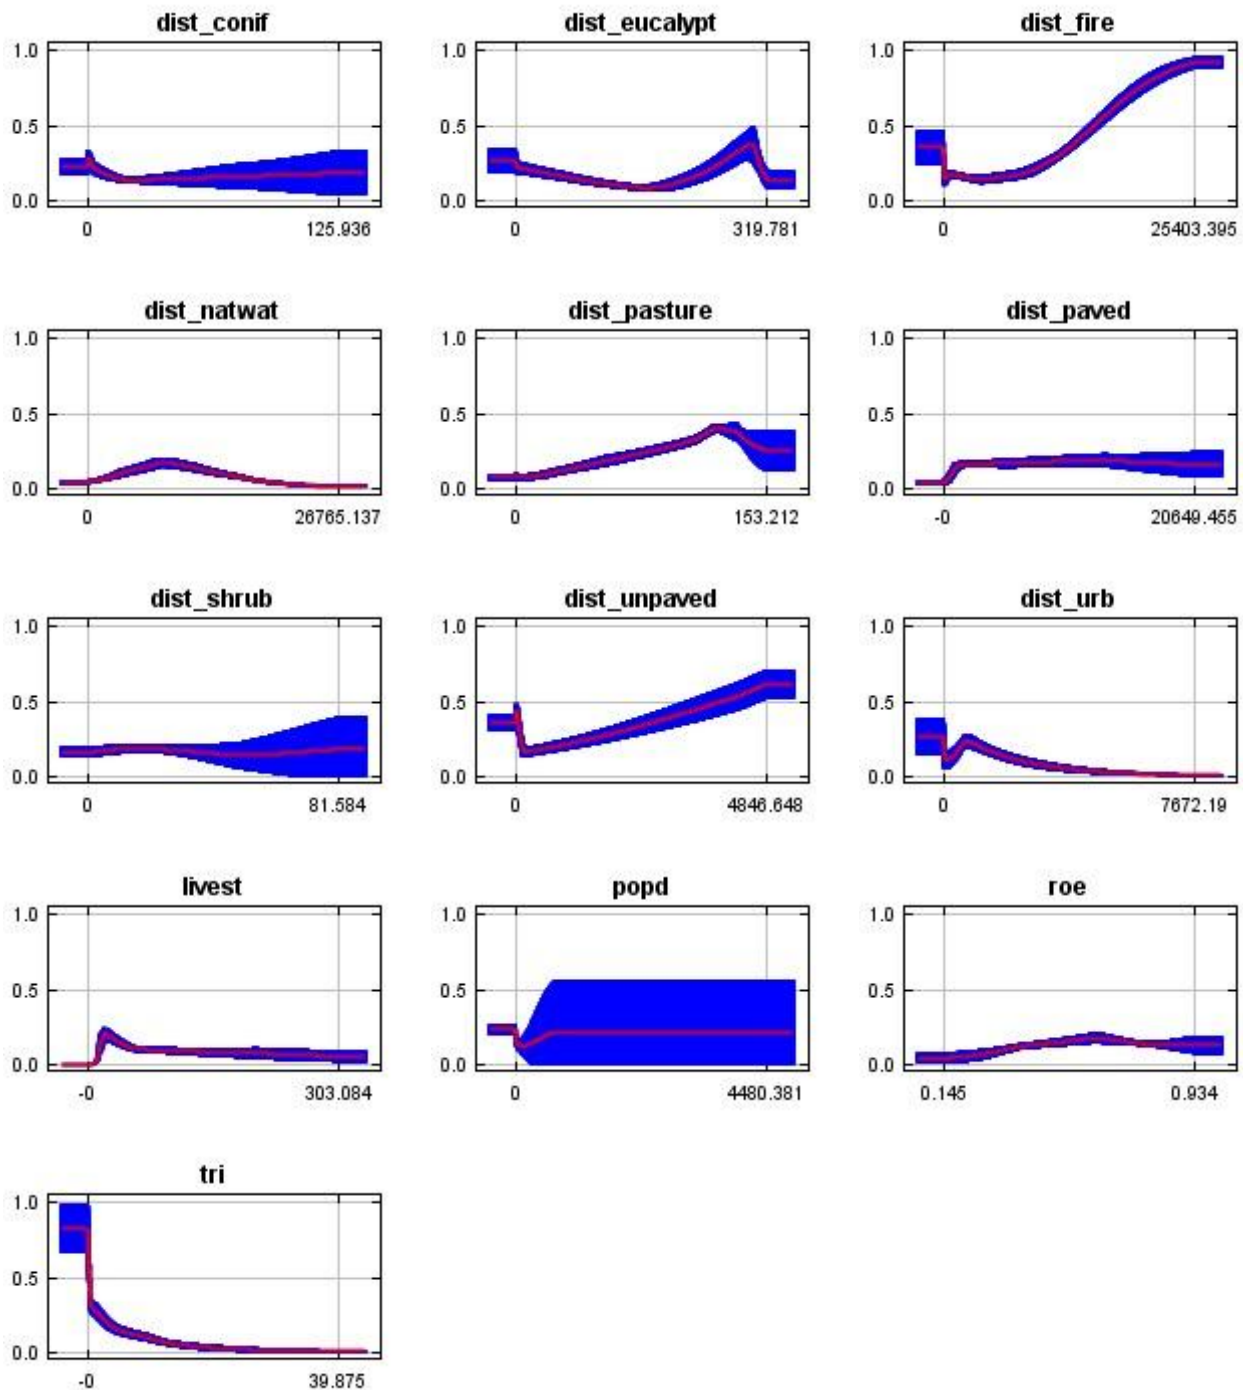 dist_conif dist_eucalypt dist_fire
1.0 1.0 1.0
0.5 0.5 0.5
0.0 0.0 0.0
0 125.936 0 319.781 0 25403.395
dist_natwat dist_pasture dist_paved
1.0 1.0 1.0
0.5 0.5 0.5
0.0 0.0 0.0
0 26765.137 0 153.212 -0 20649.455
dist_shrub dist_unpaved dist_urb
1.0 1.0 1.0
0.5 0.5 0.5
0.0 0.0 0.0
0 81.584 0 4846.648 0 7672.19
livest popd roe
1.0 1.0 1.0
0.5 0.5 0.5
0.0 0.0 0.0
-0 303.084 0 4480.381 0.145 0.934
tri
1.0
0.5
0.0
-0 39.875